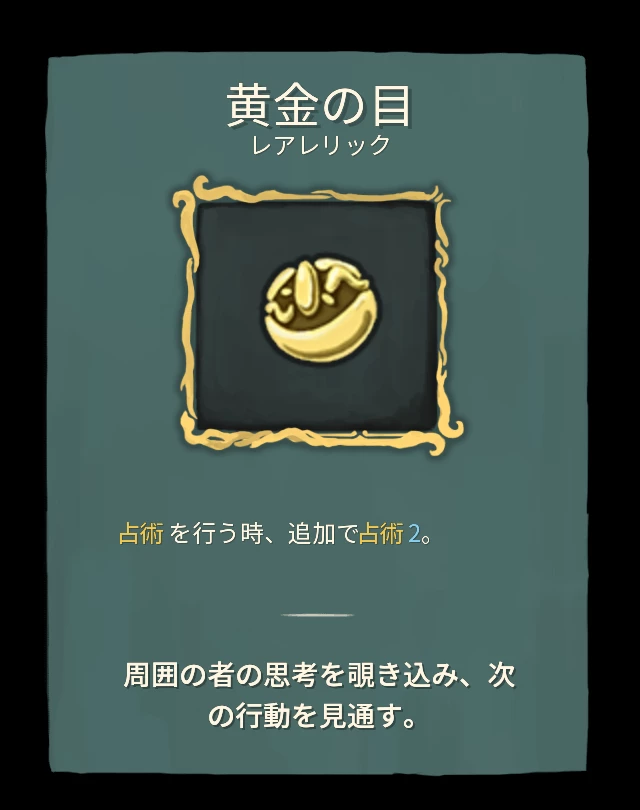 黄金の目
レアレリック
占術 を行う時、追加で占術 2。
周囲の者の思考を覗き込み、次
の行動を見通す。